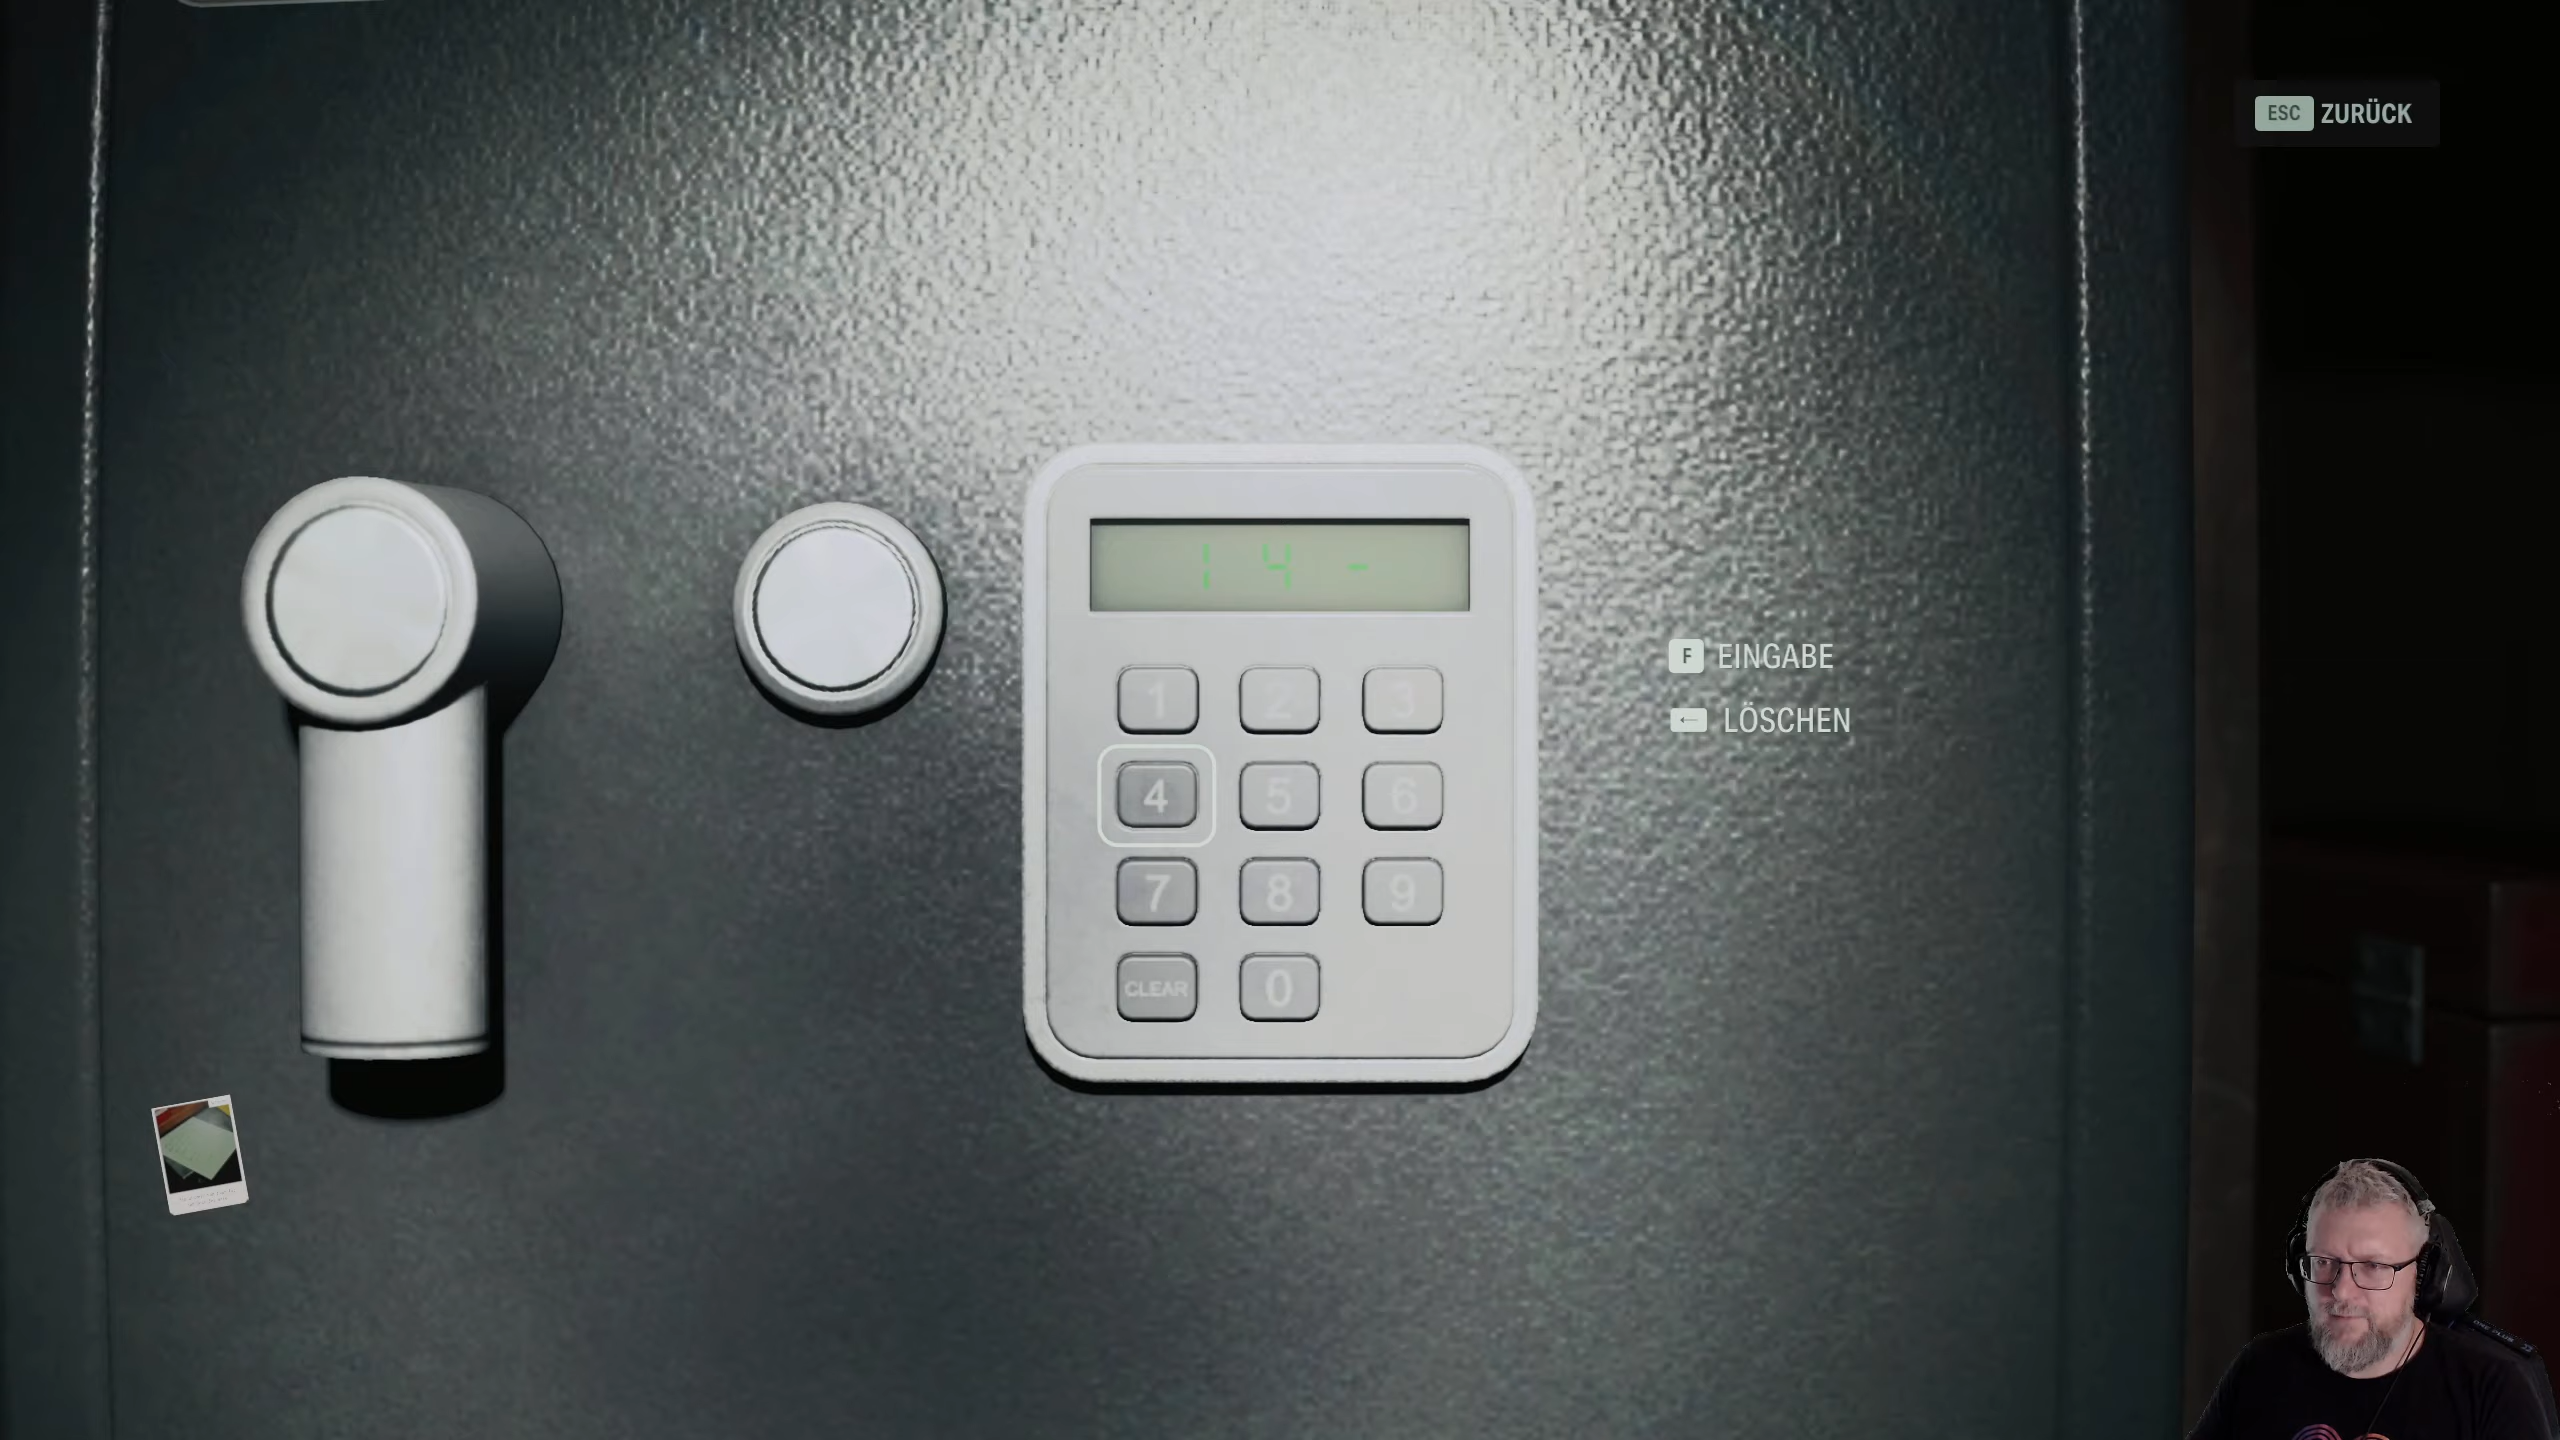 ESC ZURÜCK
1 4 -
F EINGABE
1 2 3
← LÖSCHEN
4 5 6
7 8 9
CLEAR 0